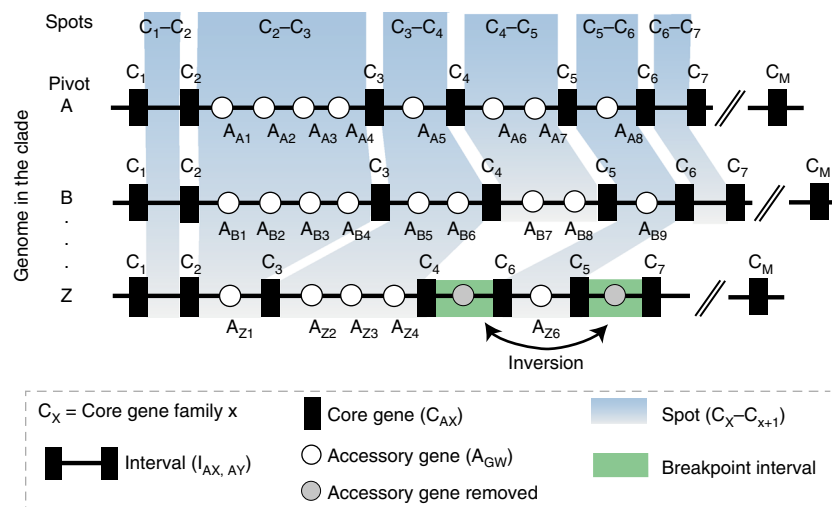 Spots
C1–C2 C2–C3 C3–C4 C4–C5 C5–C6 C6–C7
Genome in the clade
Pivot
A
C1 C2 C3 C4 C5 C6 C7 CM
AA1 AA2 AA3 AA4 AA5 AA6 AA7 AA8
B
C1 C2 C3 C4 C5 C6 C7 CM
AB1 AB2 AB3 AB4 AB5 AB6 AB7 AB8 AB9
.
.
.
.
Z
C1 C2 C3 C4 C6 C5 C7 CM
AZ1 AZ2 AZ3 AZ4 AZ6
Inversion
CX = Core gene family x
Interval (IAX, AY)
Core gene (CAX)
Accessory gene (AGW)
Accessory gene removed
Spot (CX–Cx+1)
Breakpoint interval